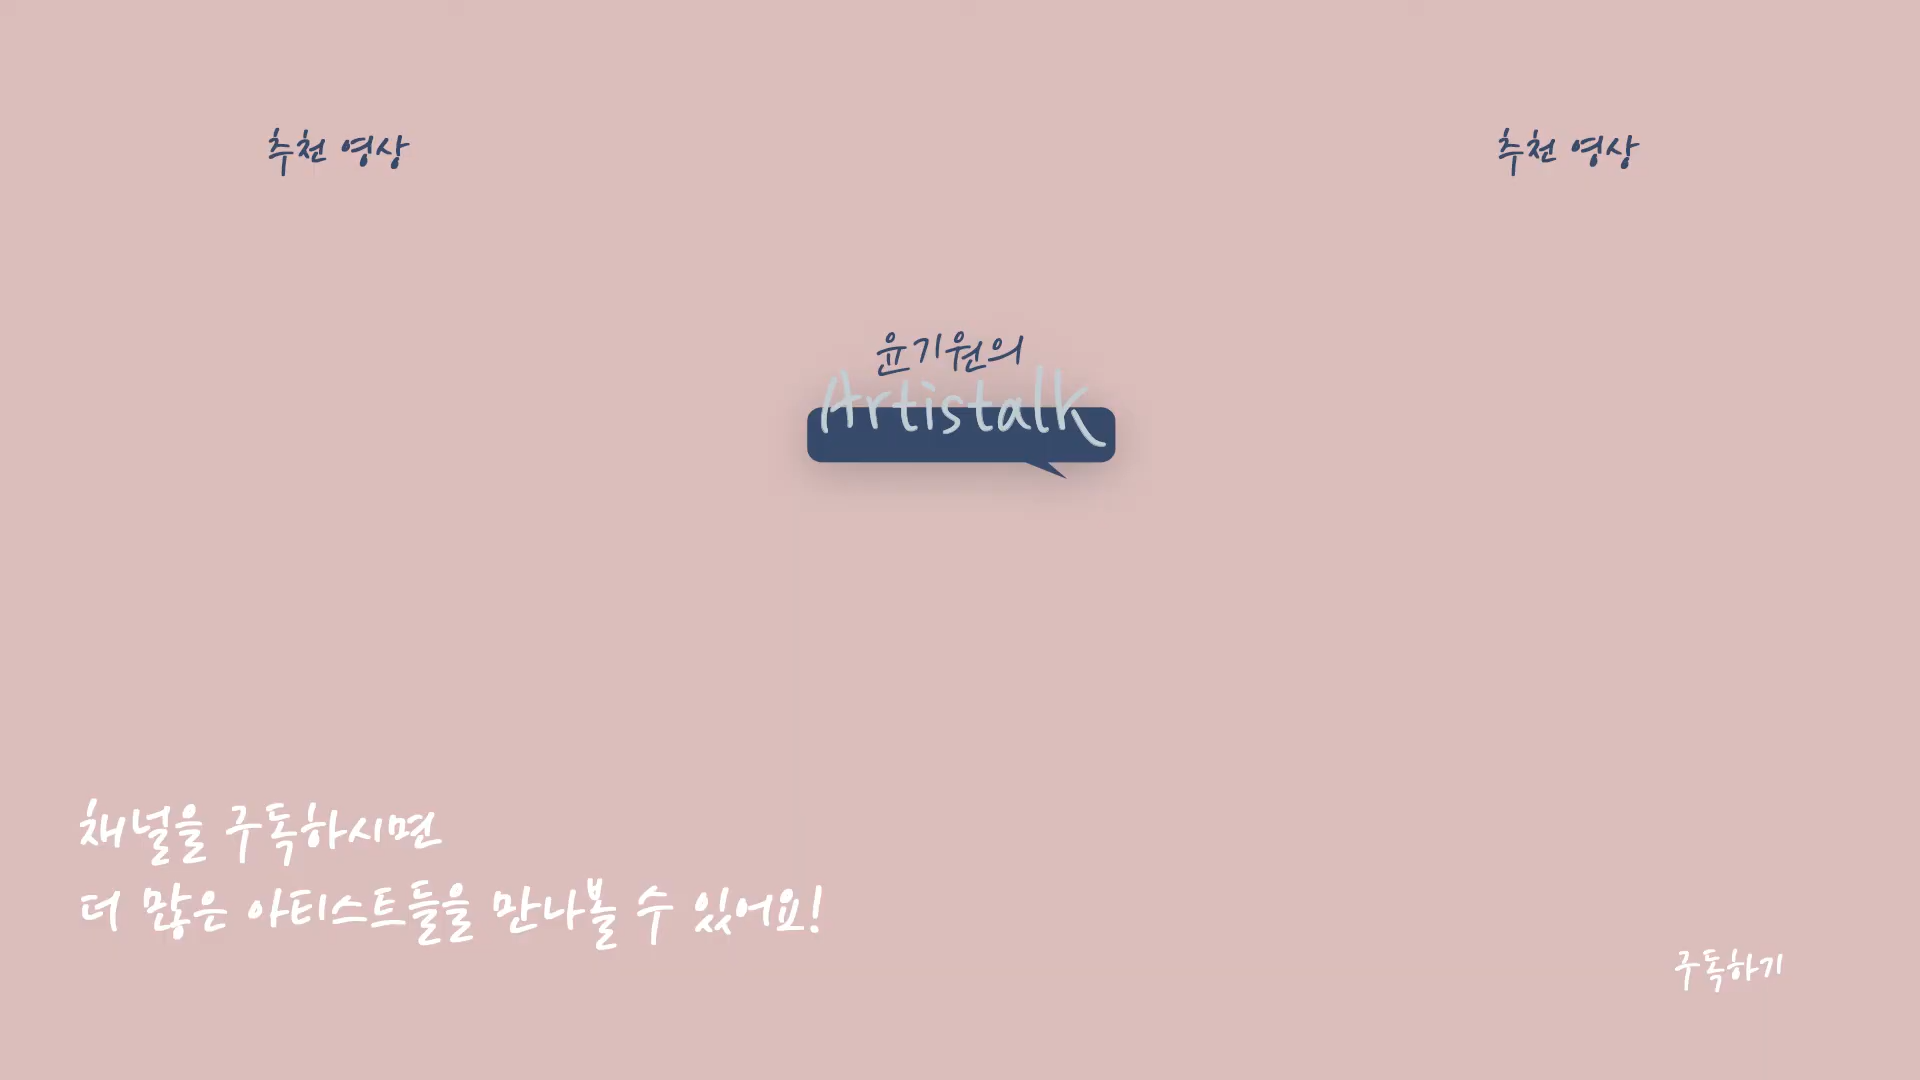 추천 영상
추천 영상
윤기원의
Artistalk
채널을 구독하시면
더 많은 아티스트들을 만나볼 수 있어요!
구독하기